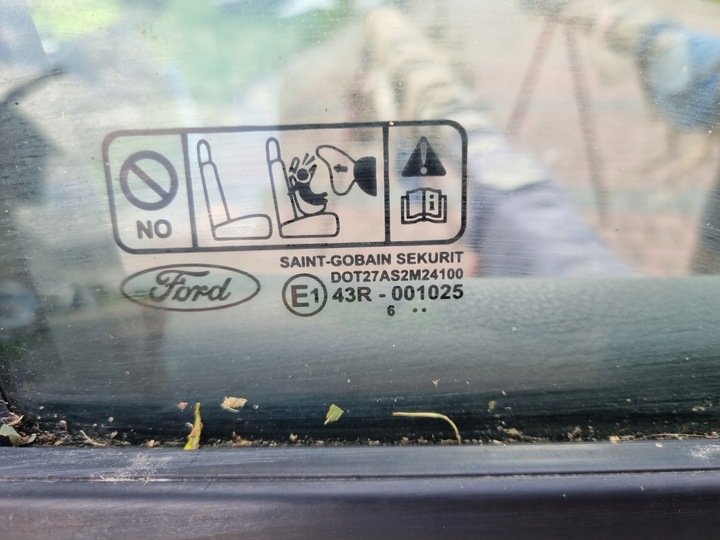 NO
SAINT-GOBAIN SEKURIT
DOT27AS2M24100
Ford
E1 43R - 001025
6 ..